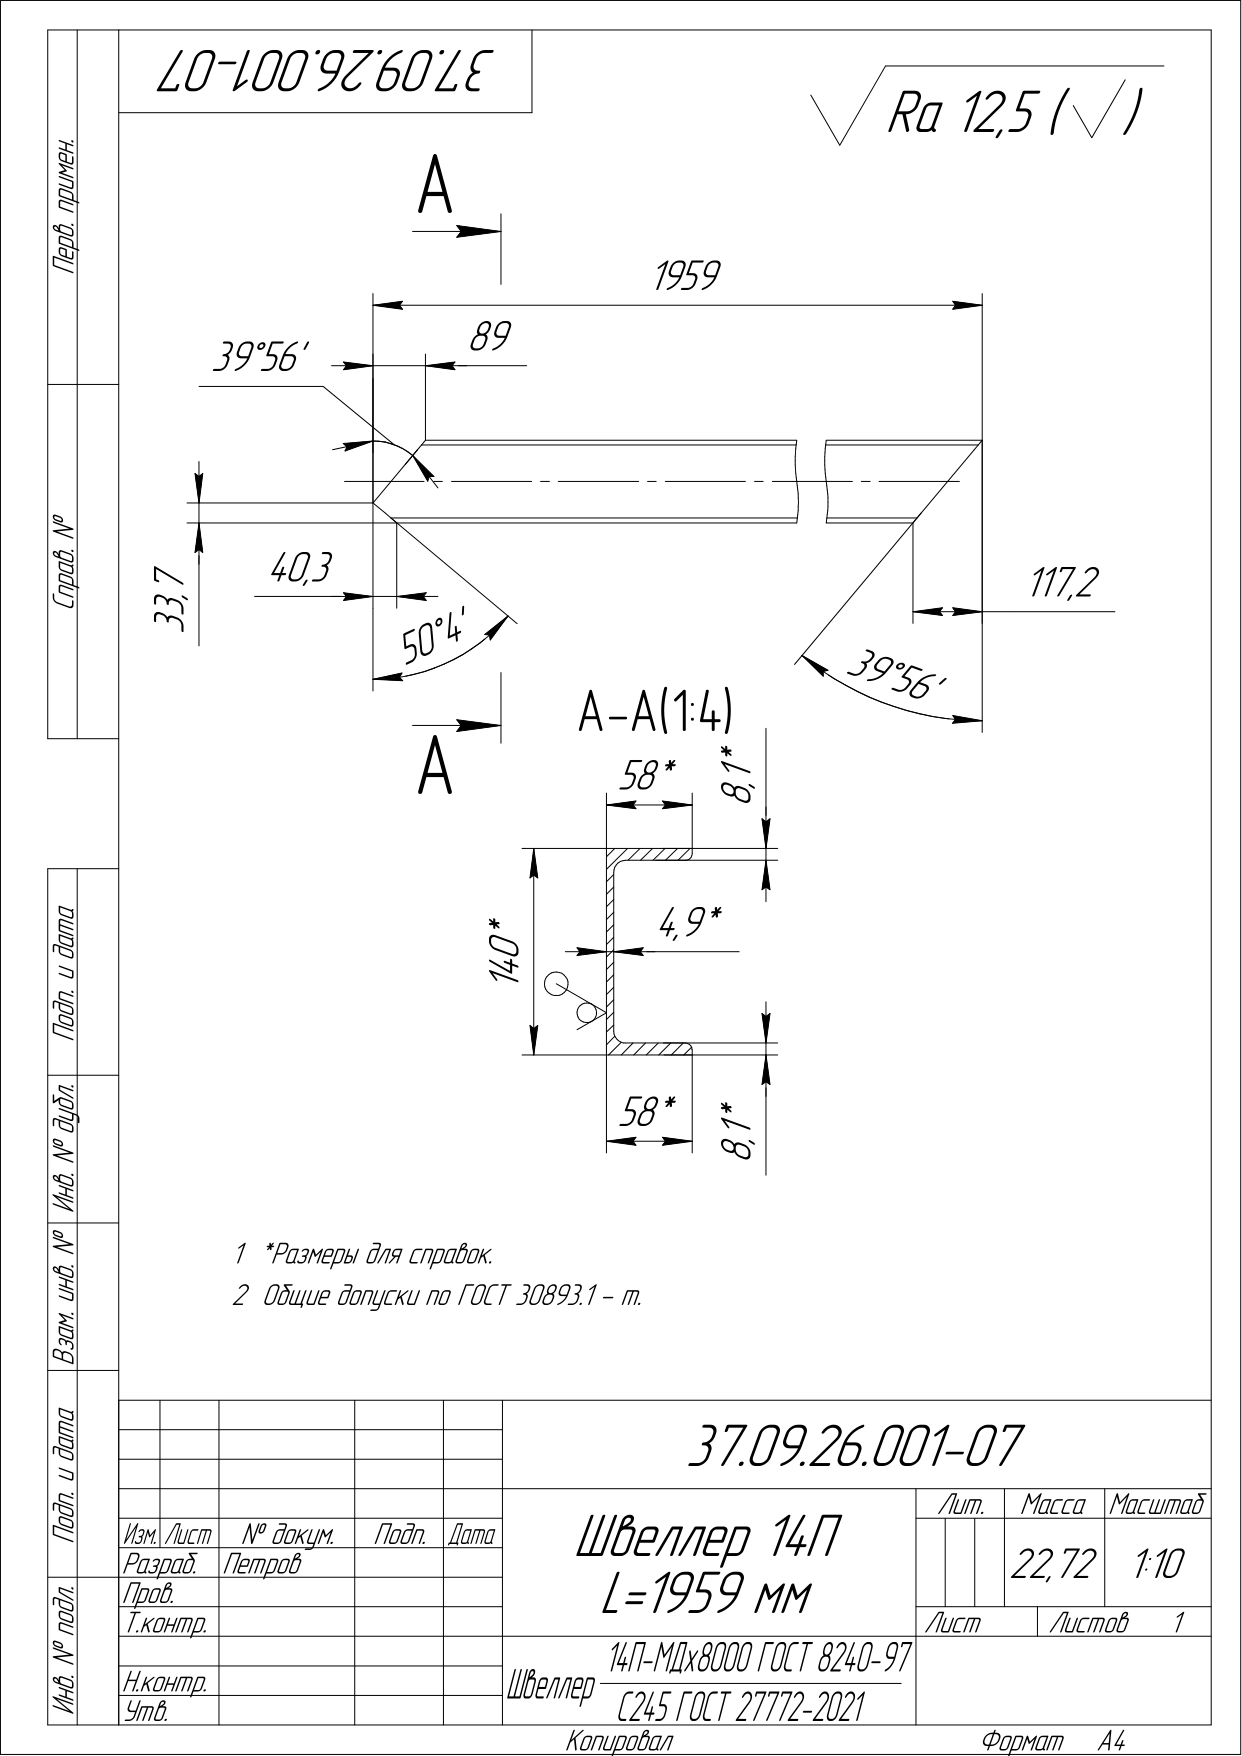 37.09.26.001-07
Ra 12,5 (√)
Перв. примен.
Справ. №
Подп. и дата
Инв. № дубл.
Взам. инв. №
Подп. и дата
Инв. № подл.
А
1959
89
39°56'
33,7
40,3
50°4'
117,2
39°56'
А
А-А(1:4)
58*
8,1*
140*
4,9*
58*
8,1*
1 *Размеры для справок.
2 Общие допуски по ГОСТ 30893.1 - m.
37.09.26.001-07
Лит. Масса Масштаб
Изм. Лист № докум. Подп. Дата
Швеллер 14П
L=1959 мм
22,72 1:10
Разраб. Петров
Пров.
Т.контр.
Лист Листов 1
Н.контр.
Утв.
Швеллер 14П-МДх8000 ГОСТ 8240-97
С245 ГОСТ 27772-2021
Копировал Формат А4